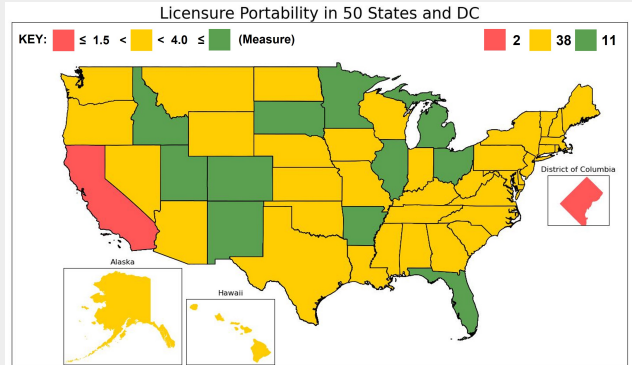 Licensure Portability in 50 States and DC
KEY: ≤ 1.5 < < 4.0 ≤ (Measure) 2 38 11
District of Columbia
Alaska
Hawaii